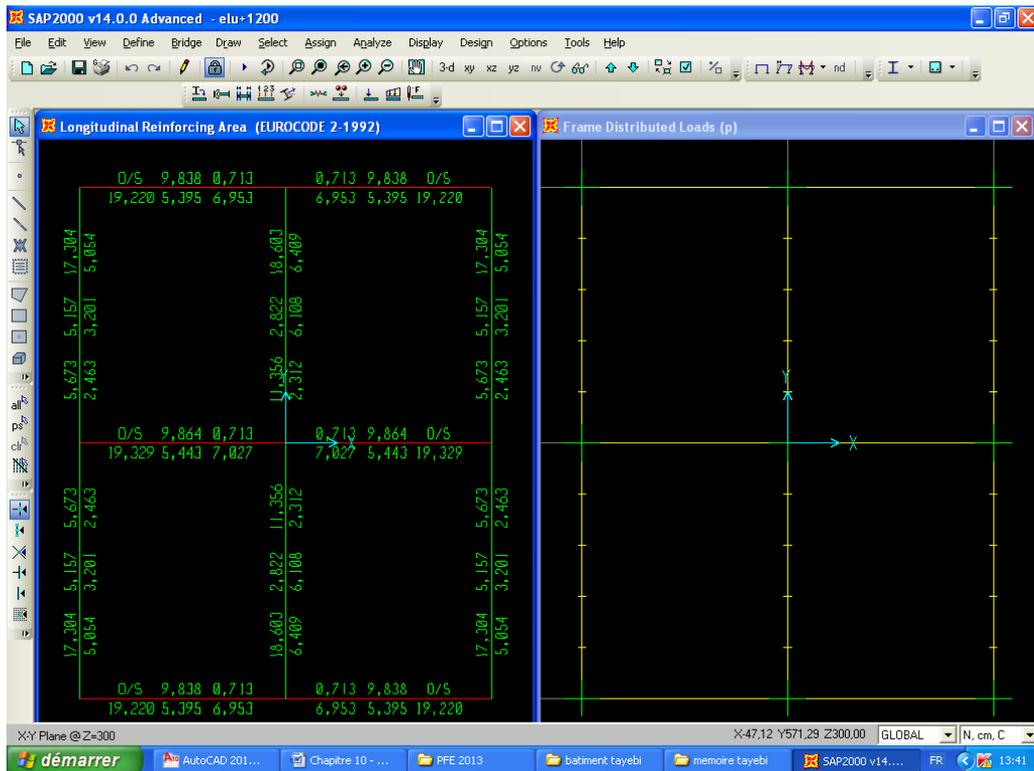 SAP2000 v14.0.0 Advanced - elu+1200
File Edit View Define Bridge Draw Select Assign Analyze Display Design Options Tools Help
3-d xy xz yz nv nd
Longitudinal Reinforcing Area (EUROCODE 2-1992)
O/S 9,838 0,713 0,713 9,838 O/S
19,220 5,395 6,953 6,953 5,395 19,220
17,304 5,157 5,673
5,054 3,201 2,463
18,603 2,822 11,356
6,409 6,108 2,312
17,304 5,157 5,673
5,054 3,201 2,463
O/S 9,864 0,713 0,713 9,864 O/S
19,329 5,443 7,027 7,027 5,443 19,329
5,673 5,157 17,304
2,463 3,201 5,054
11,356 2,822 18,603
2,312 6,108 6,409
5,673 5,157 17,304
2,463 3,201 5,054
O/S 9,838 0,713 0,713 9,838 O/S
19,220 5,395 6,953 6,953 5,395 19,220
Y
X
Frame Distributed Loads (p)
Y
X
all
ps
clr
X-Y Plane @ Z=300
X-47,12 Y571,29 Z300,00 GLOBAL N, cm, C
démarrer
AutoCAD 201...
Chapitre 10 - ...
PFE 2013
batiment tayebi
memoire tayebi
SAP2000 v14....
FR
13:41